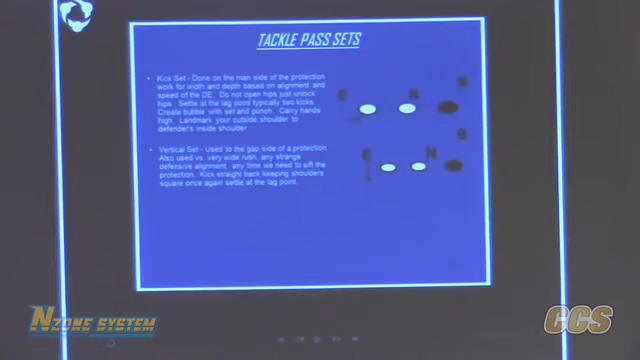 TACKLE PASS SETS
• Kick Set - Done on the man side of the protection
work for width and depth based on alignment and
speed of the DE. Do not open hips just unlock
hips. Settle at the lag point typically two kicks.
Create bubble with set and punch. Carry hands
high. Landmark your outside shoulder to
defender's inside shoulder
E N
• Vertical Set - Used to the gap side of a protection.
Also used vs. very wide rush, any strange
defensive alignment, any time we need to sift the
protection. Kick straight back keeping shoulders
square once again settle at the lag point.
E N
NZONE SYSTEM
CCS